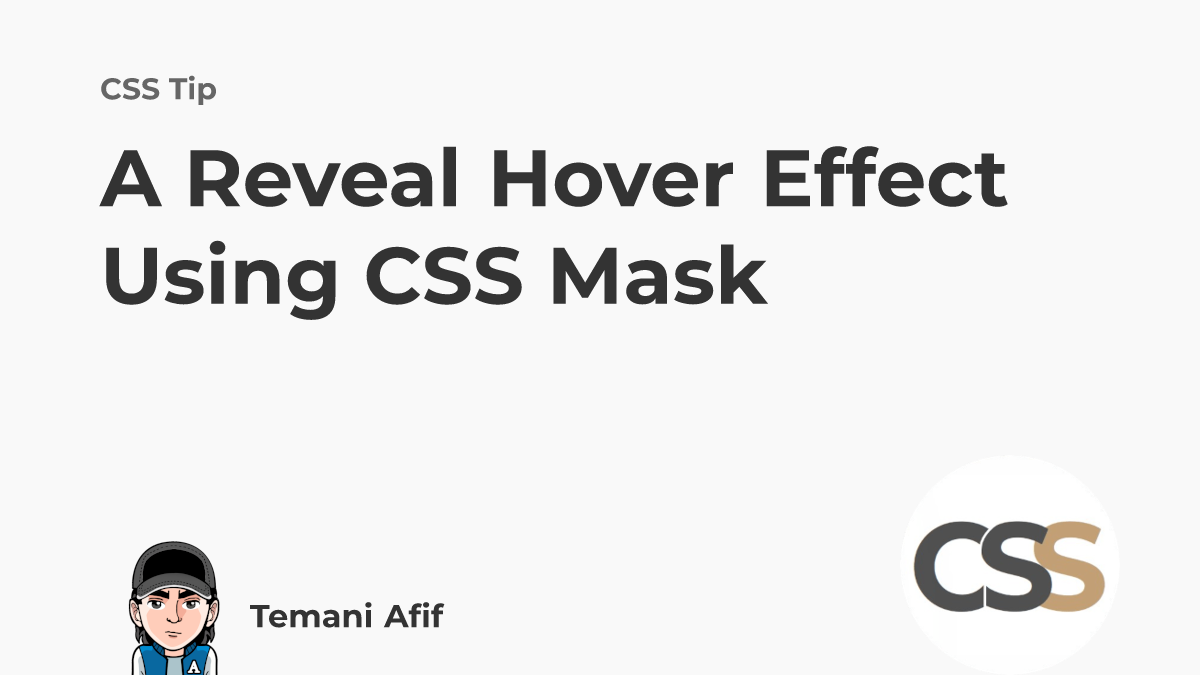 CSS Tip
A Reveal Hover Effect
Using CSS Mask
Temani Afif
A
CSS